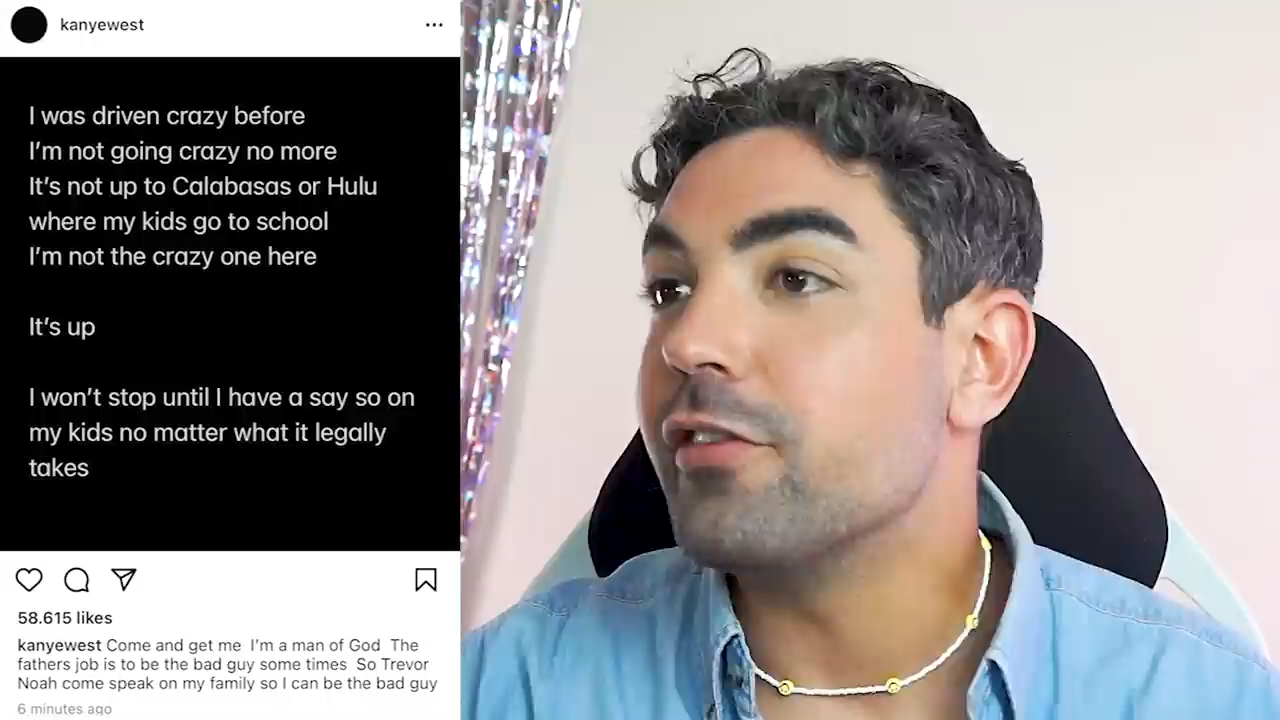 kanyewest
I was driven crazy before
I'm not going crazy no more
It's not up to Calabasas or Hulu
where my kids go to school
I'm not the crazy one here
It's up
I won't stop until I have a say so on
my kids no matter what it legally
takes
58.615 likes
kanyewest Come and get me I'm a man of God The
fathers job is to be the bad guy some times So Trevor
Noah come speak on my family so I can be the bad guy
6 minutes ago